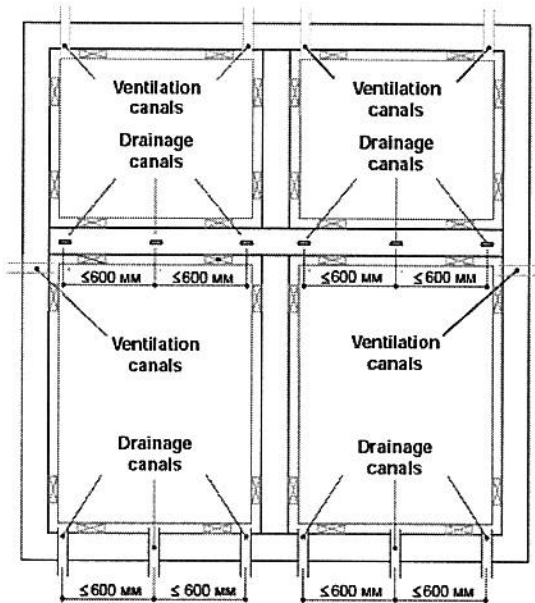 Ventilation
canals
Ventilation
canals
Drainage
canals
Drainage
canals
≤600 мм
≤600 мм
≤600 мм
≤600 мм
Ventilation
canals
Ventilation
canals
Drainage
canals
Drainage
canals
≤600 мм
≤600 мм
≤600 мм
≤600 мм